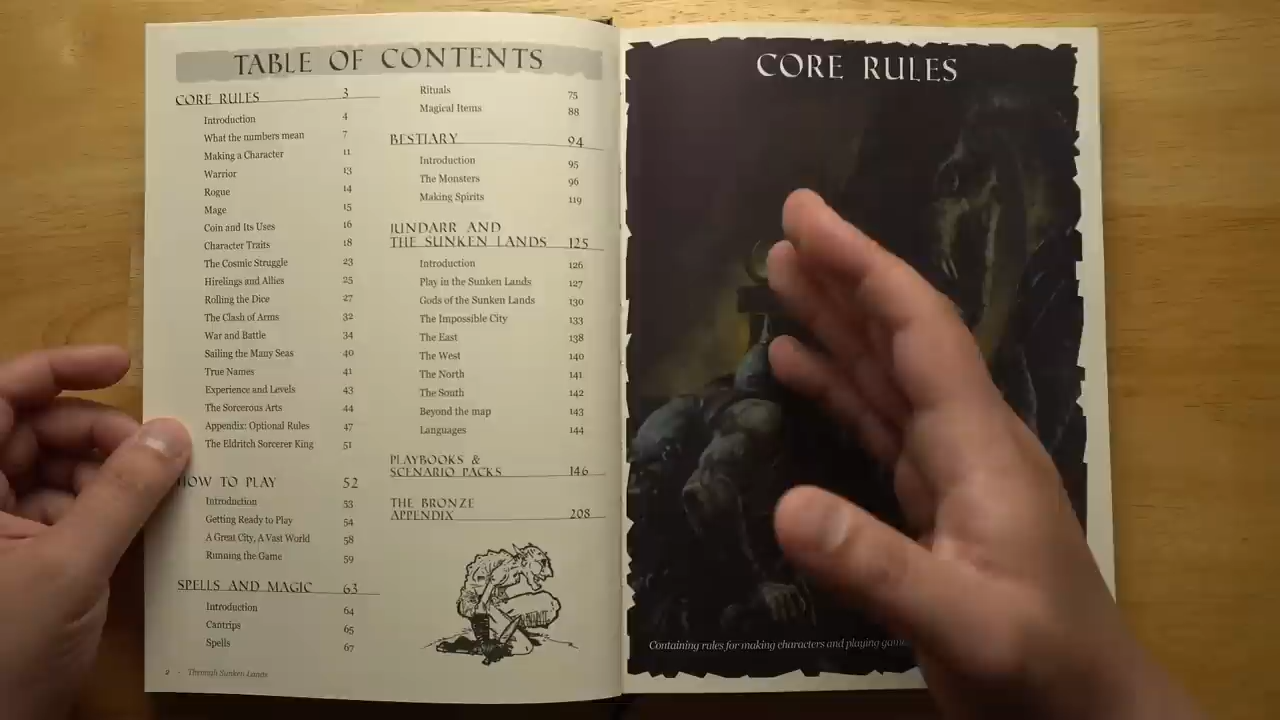 TABLE OF CONTENTS
CORE RULES 3
Introduction 4
What the numbers mean 7
Making a Character 11
Warrior 13
Rogue 14
Mage 15
Coin and Its Uses 16
Character Traits 18
The Cosmic Struggle 23
Hirelings and Allies 25
Rolling the Dice 27
The Clash of Arms 32
War and Battle 34
Sailing the Many Seas 40
True Names 41
Experience and Levels 43
The Sorcerous Arts 44
Appendix: Optional Rules 47
The Eldritch Sorcerer King 51
HOW TO PLAY 52
Introduction 53
Getting Ready to Play 54
A Great City, A Vast World 58
Running the Game 59
SPELLS AND MAGIC 63
Introduction 64
Cantrips 65
Spells 67
2 - Through Sunken Lands
Rituals 75
Magical Items 88
BESTIARY 94
Introduction 95
The Monsters 96
Making Spirits 119
JUNDARR AND
THE SUNKEN LANDS 125
Introduction 126
Play in the Sunken Lands 127
Gods of the Sunken Lands 130
The Impossible City 133
The East 138
The West 140
The North 141
The South 142
Beyond the map 143
Languages 144
PLAYBOOKS &
SCENARIO PACKS 146
THE BRONZE
APPENDIX 208
CORE RULES
Containing rules for making characters and playing